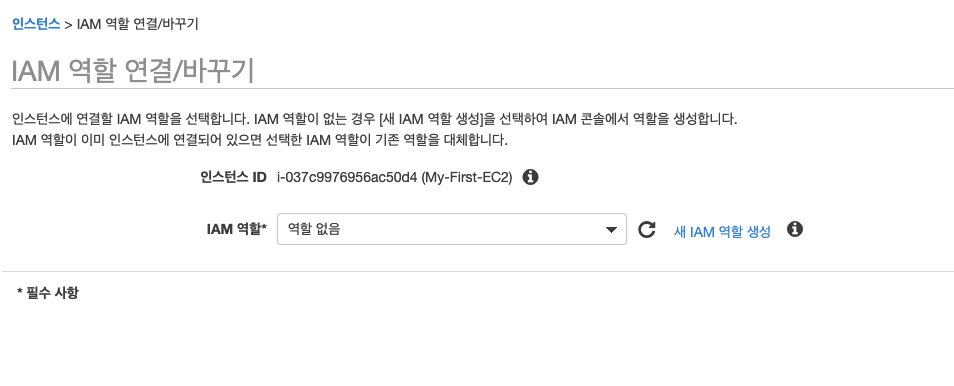 인스턴스 > IAM 역할 연결/바꾸기
IAM 역할 연결/바꾸기
인스턴스에 연결할 IAM 역할을 선택합니다. IAM 역할이 없는 경우 [새 IAM 역할 생성]을 선택하여 IAM 콘솔에서 역할을 생성합니다.
IAM 역할이 이미 인스턴스에 연결되어 있으면 선택한 IAM 역할이 기존 역할을 대체합니다.
인스턴스 ID i-037c9976956ac50d4 (My-First-EC2)
IAM 역할* 역할 없음 새 IAM 역할 생성
* 필수 사항